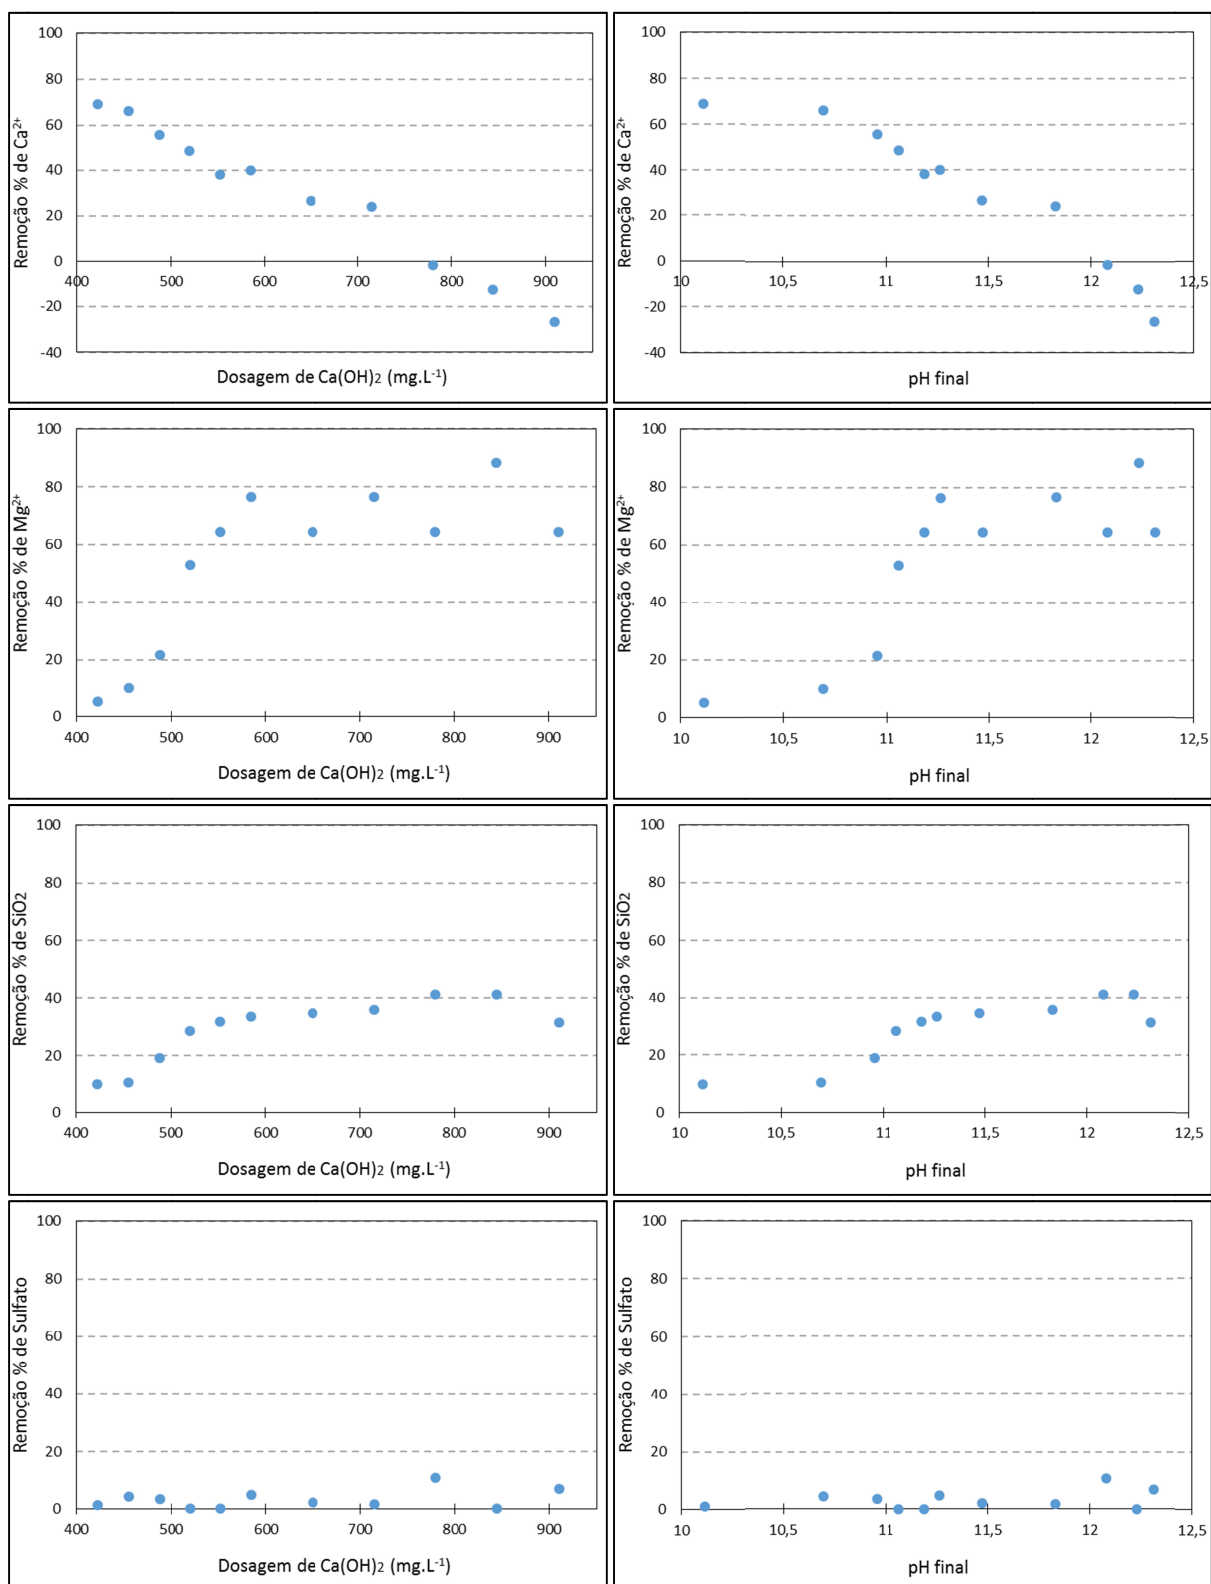 Remoção % de Ca²⁺
100
80
60
40
20
0
-20
-40
400 500 600 700 800 900
Dosagem de Ca(OH)₂ (mg.L⁻¹)
Remoção % de Ca²⁺
100
80
60
40
20
0
-20
-40
10 10,5 11 11,5 12 12,5
pH final
Remoção % de Mg²⁺
100
80
60
40
20
0
400 500 600 700 800 900
Dosagem de Ca(OH)₂ (mg.L⁻¹)
Remoção % de Mg²⁺
100
80
60
40
20
0
10 10,5 11 11,5 12 12,5
pH final
Remoção % de SiO₂
100
80
60
40
20
0
400 500 600 700 800 900
Dosagem de Ca(OH)₂ (mg.L⁻¹)
Remoção % de SiO₂
100
80
60
40
20
0
10 10,5 11 11,5 12 12,5
pH final
Remoção % de Sulfato
100
80
60
40
20
0
400 500 600 700 800 900
Dosagem de Ca(OH)₂ (mg.L⁻¹)
Remoção % de Sulfato
100
80
60
40
20
0
10 10,5 11 11,5 12 12,5
pH final